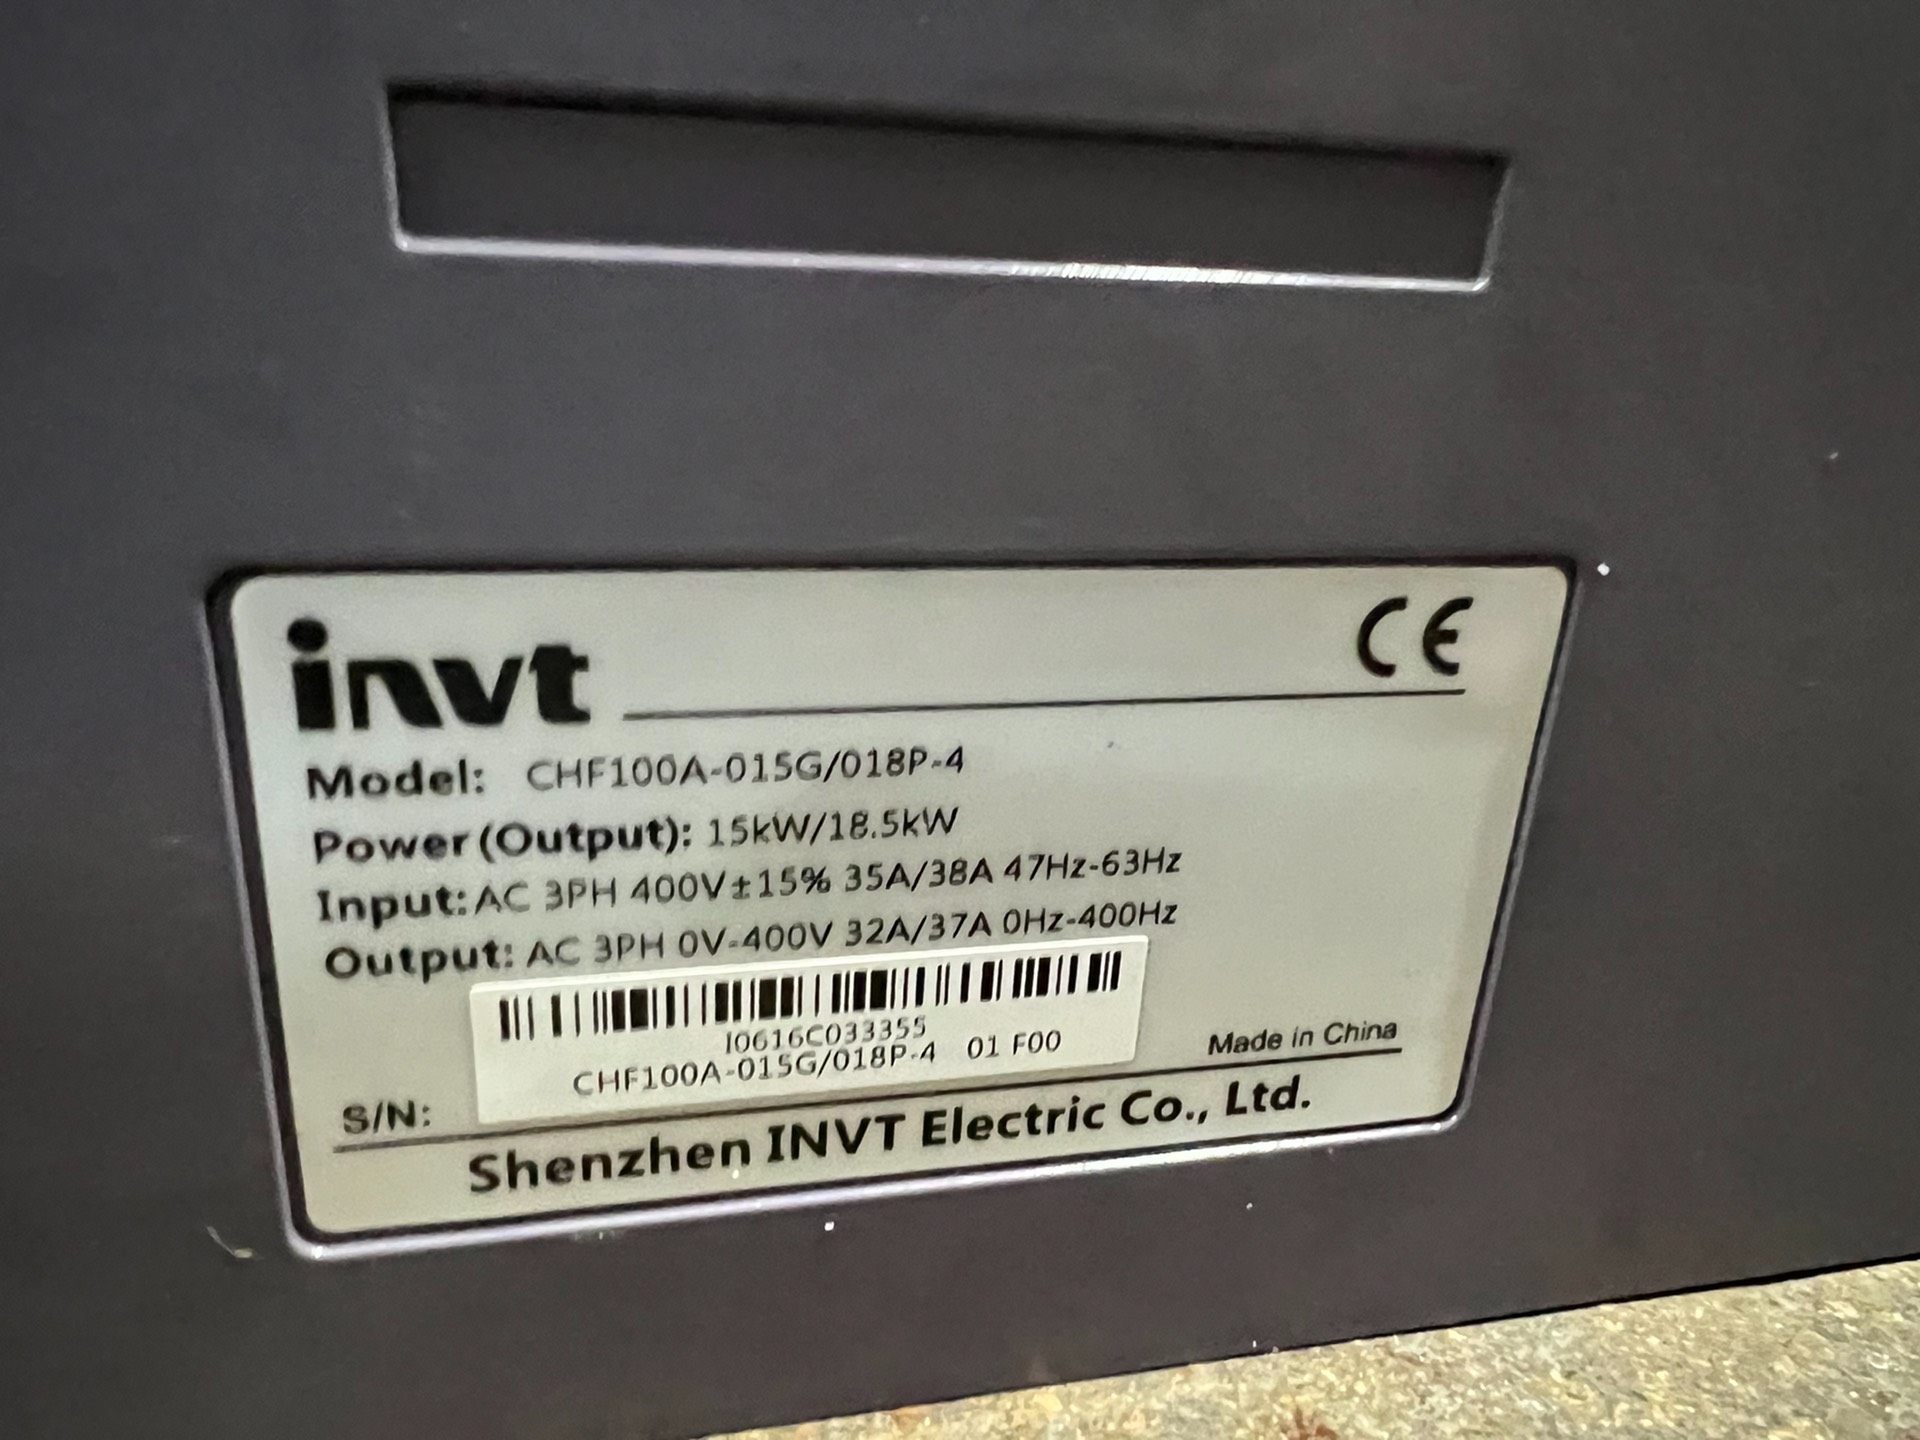 invt CE
Model: CHF100A-015G/018P-4
Power(Output): 15kW/18.5kW
Input: AC 3PH 400V±15% 35A/38A 47Hz-63Hz
Output: AC 3PH 0V-400V 32A/37A 0Hz-400Hz
I0616C033355
CHF100A-015G/018P-4 01 F00
Made in China
S/N:
Shenzhen INVT Electric Co., Ltd.